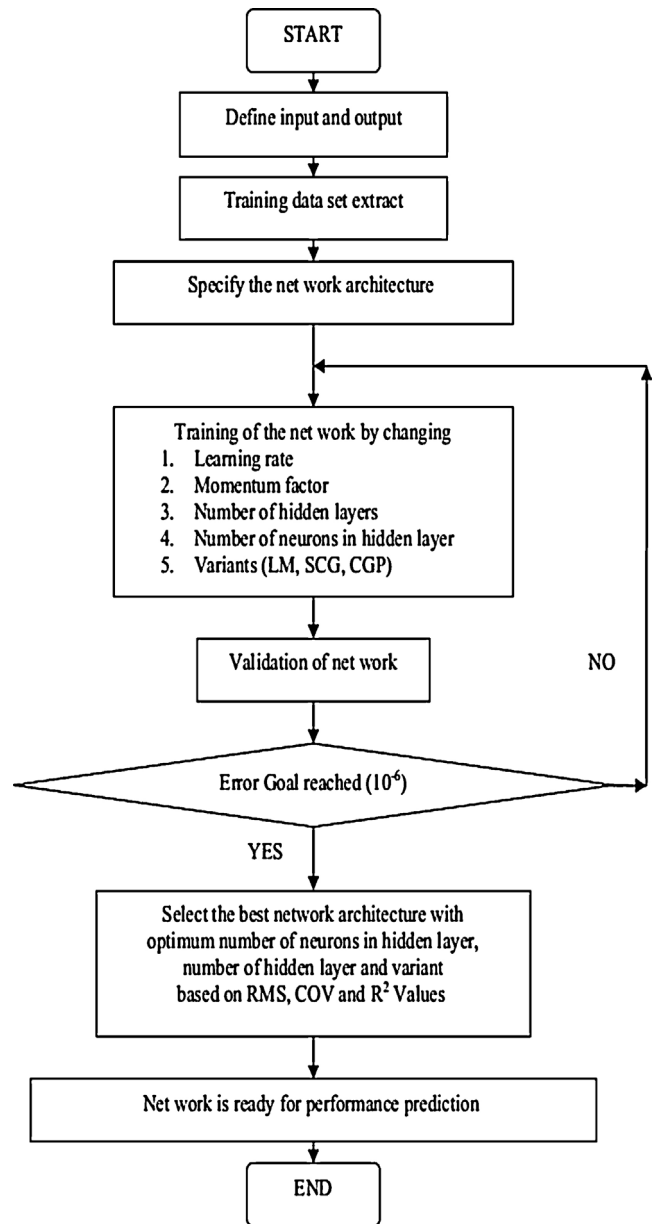 START
Define input and output
Training data set extract
Specify the net work architecture
Training of the net work by changing
1. Learning rate
2. Momentum factor
3. Number of hidden layers
4. Number of neurons in hidden layer
5. Variants (LM, SCG, CGP)
Validation of net work
NO
Error Goal reached (10⁻⁶)
YES
Select the best network architecture with
optimum number of neurons in hidden layer,
number of hidden layer and variant
based on RMS, COV and R² Values
Net work is ready for performance prediction
END